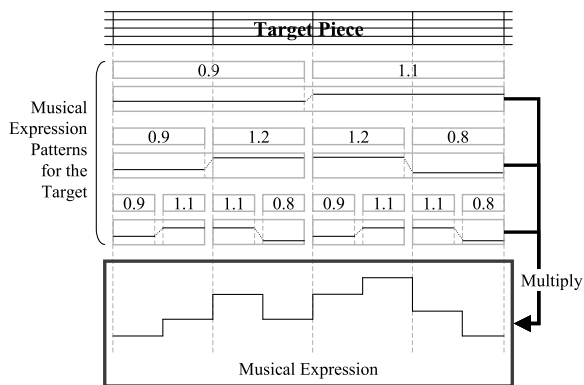 Target Piece
0.9 1.1
Musical
Expression
Patterns
for the
Target
0.9 1.2 1.2 0.8
0.9 1.1 1.1 0.8 0.9 1.1 1.1 0.8
Multiply
Musical Expression